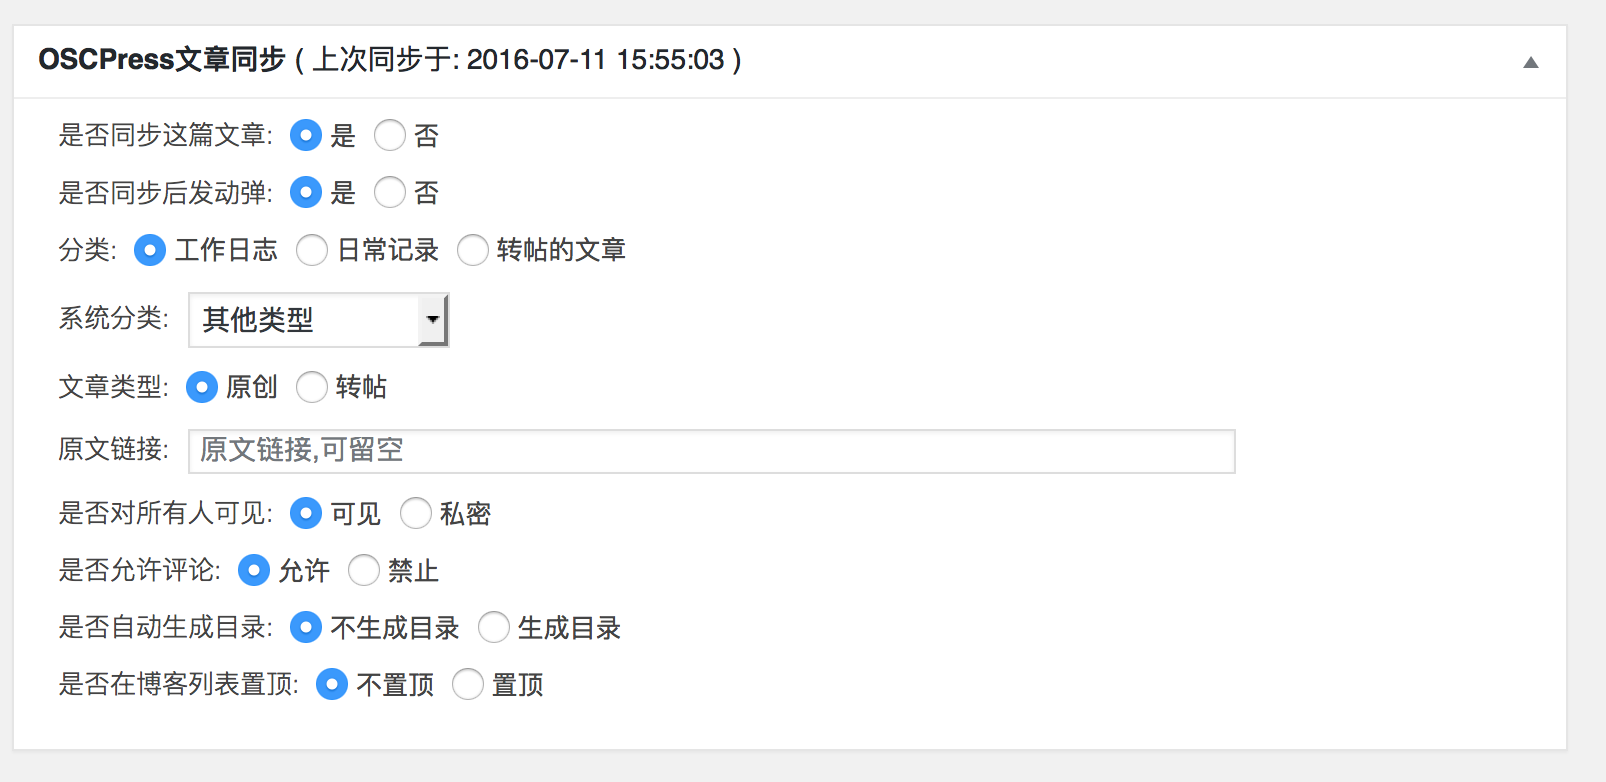 OSCPress文章同步 ( 上次同步于: 2016-07-11 15:55:03 )
是否同步这篇文章: 是 否
是否同步后发动弹: 是 否
分类: 工作日志 日常记录 转帖的文章
系统分类: 其他类型
文章类型: 原创 转帖
原文链接: 原文链接,可留空
是否对所有人可见: 可见 私密
是否允许评论: 允许 禁止
是否自动生成目录: 不生成目录 生成目录
是否在博客列表置顶: 不置顶 置顶